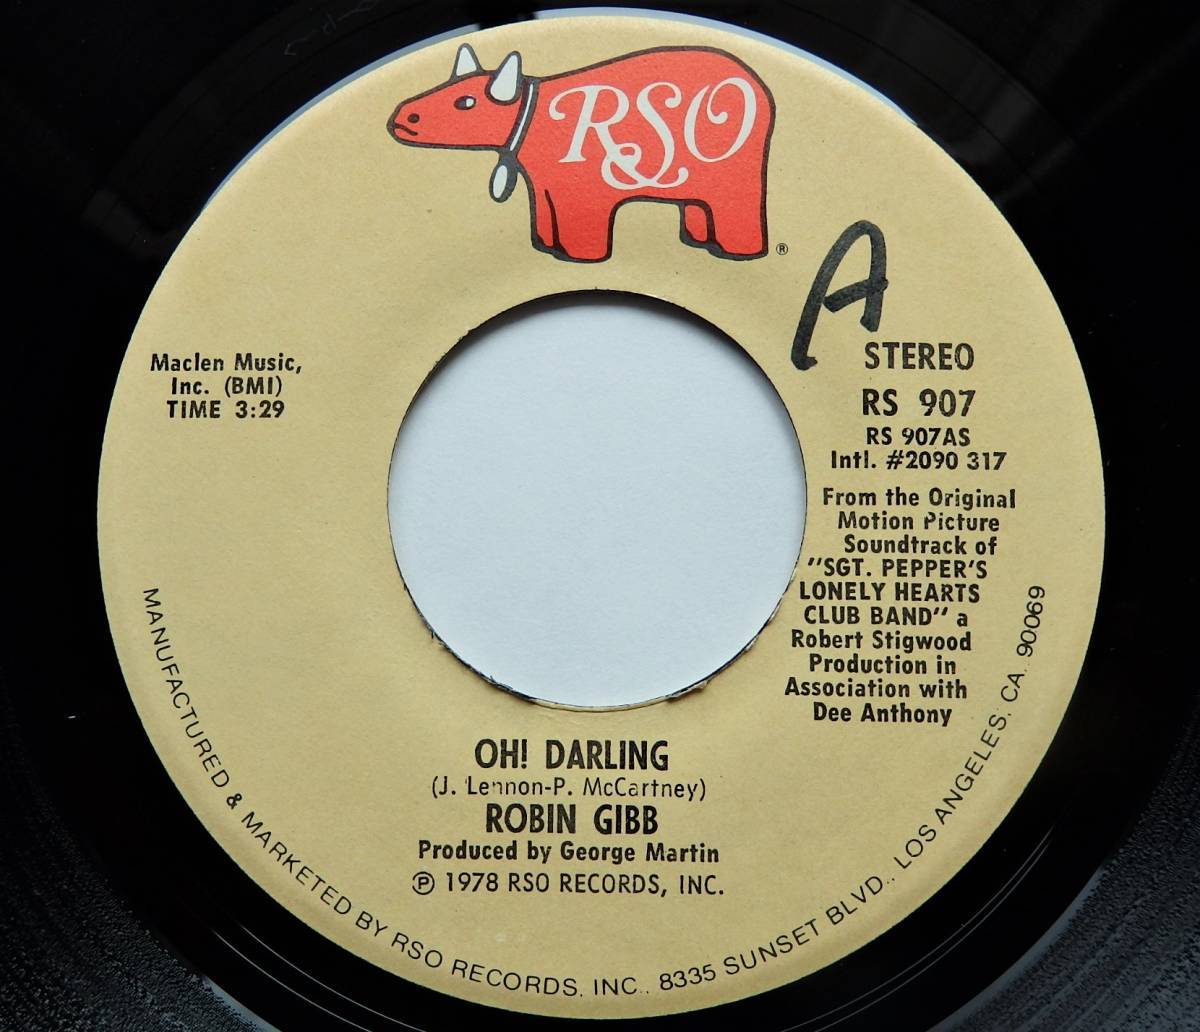 RSO
®
A
STEREO
RS 907
RS 907AS
Intl. #2090 317
Maclen Music,
Inc. (BMI)
TIME 3:29
From the Original
Motion Picture
Soundtrack of
"SGT. PEPPER'S
LONELY HEARTS
CLUB BAND" a
Robert Stigwood
Production in
Association with
Dee Anthony
OH! DARLING
(J. Lennon-P. McCartney)
ROBIN GIBB
Produced by George Martin
℗ 1978 RSO RECORDS, INC.
MANUFACTURED & MARKETED BY RSO RECORDS, INC., 8335 SUNSET BLVD., LOS ANGELES, CA. 90069